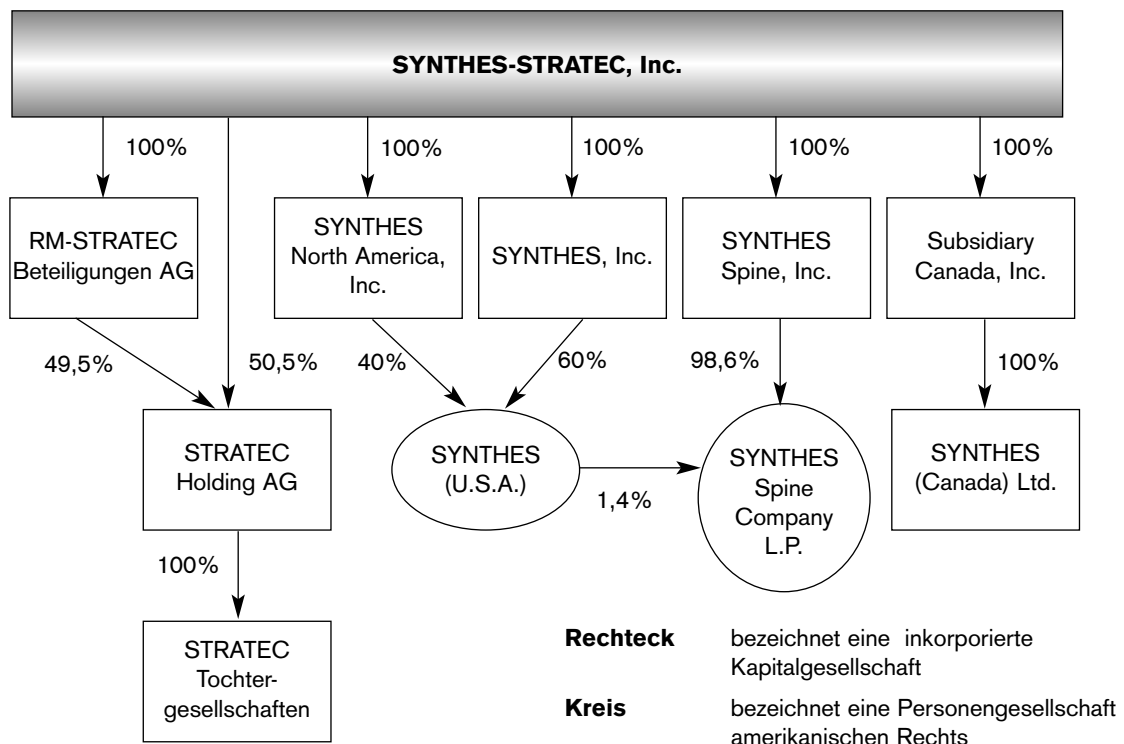 SYNTHES-STRATEC, Inc.
100%
100%
100%
100%
100%
RM-STRATEC
Beteiligungen AG
SYNTHES
North America,
Inc.
SYNTHES, Inc.
SYNTHES
Spine, Inc.
Subsidiary
Canada, Inc.
49,5%
50,5%
40%
60%
98,6%
100%
STRATEC
Holding AG
SYNTHES
(U.S.A.)
1,4%
SYNTHES
Spine
Company
L.P.
SYNTHES
(Canada) Ltd.
100%
STRATEC
Tochter-
gesellschaften
Rechteck bezeichnet eine inkorporierte
Kapitalgesellschaft
Kreis bezeichnet eine Personengesellschaft
amerikanischen Rechts